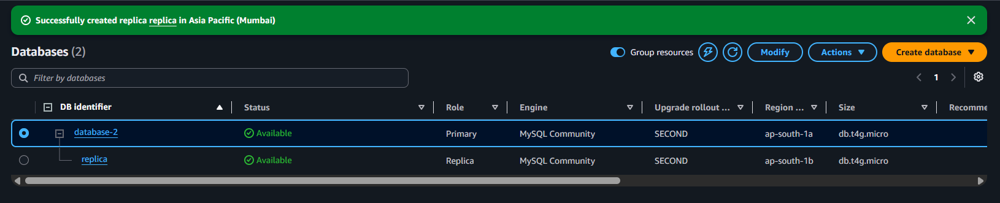 Successfully created replica replica in Asia Pacific (Mumbai)
Databases (2)
Group resources
Modify
Actions
Create database
Filter by databases
1
DB identifier Status Role Engine Upgrade rollout ... Region ... Size Recomme
database-2 Available Primary MySQL Community SECOND ap-south-1a db.t4g.micro
replica Available Replica MySQL Community SECOND ap-south-1b db.t4g.micro